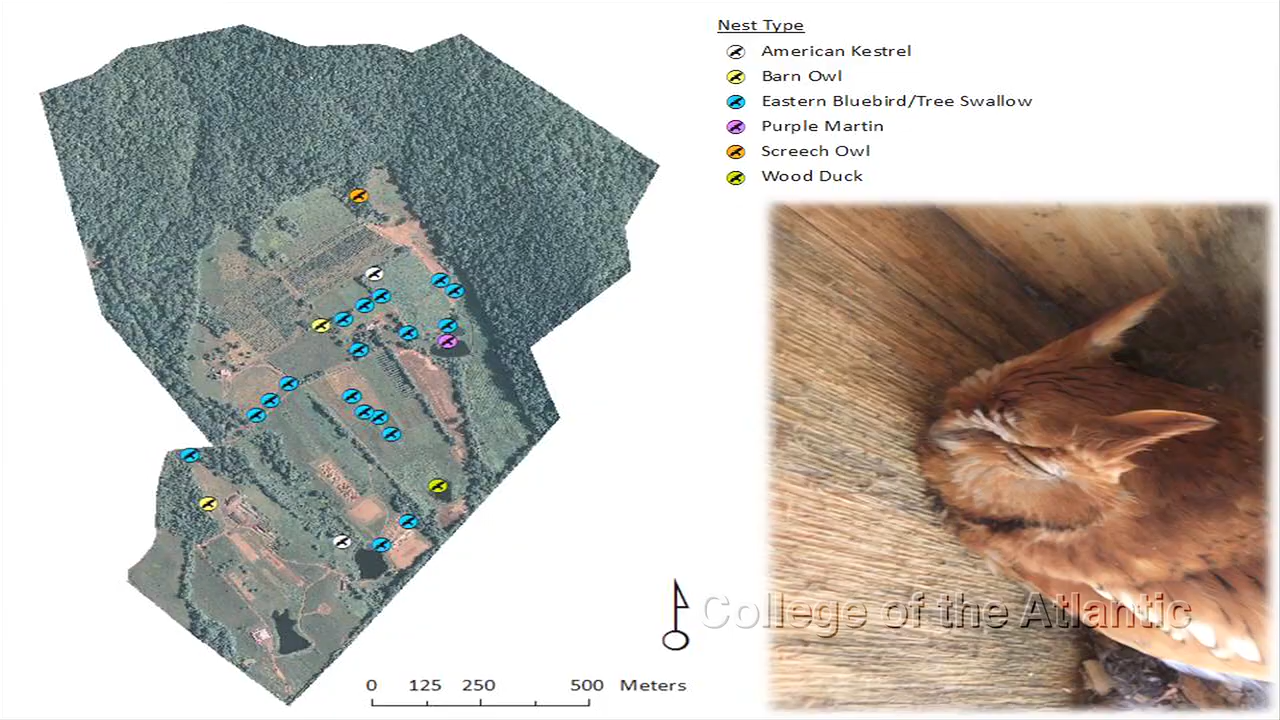 Nest Type
American Kestrel
Barn Owl
Eastern Bluebird/Tree Swallow
Purple Martin
Screech Owl
Wood Duck
College of the Atlantic
0 125 250 500 Meters